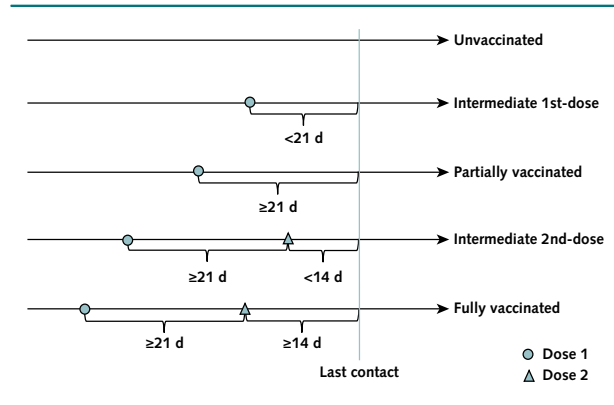 Unvaccinated
Intermediate 1st-dose
<21 d
Partially vaccinated
≥21 d
Intermediate 2nd-dose
≥21 d <14 d
Fully vaccinated
≥21 d ≥14 d
Dose 1
Last contact
Dose 2